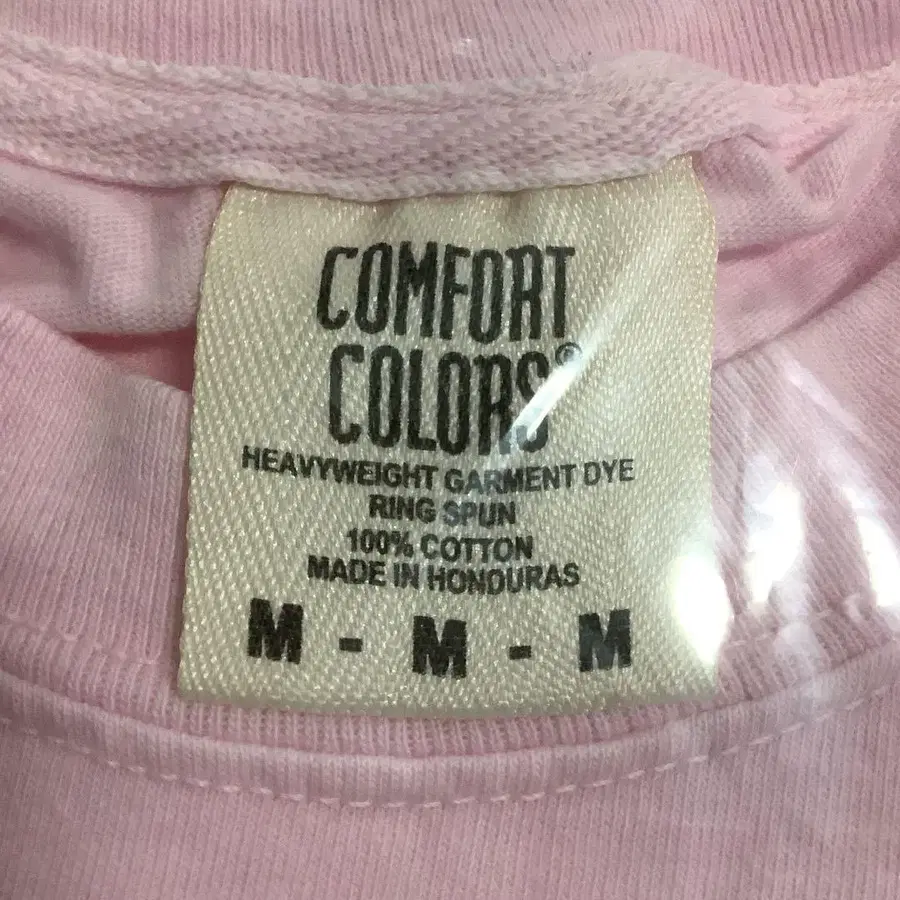 COMFORT
COLORS®
HEAVYWEIGHT GARMENT DYE
RING SPUN
100% COTTON
MADE IN HONDURAS
M - M - M